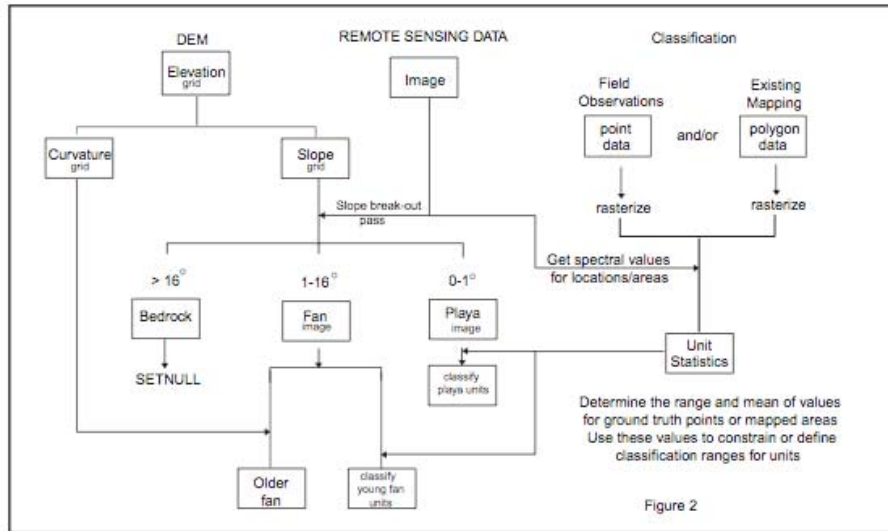 DEM
Elevation
grid
REMOTE SENSING DATA
Image
Classification
Field
Observations
point
data
and/or
Existing
Mapping
polygon
data
Curvature
grid
Slope
grid
rasterize
rasterize
Slope break-out
pass
Get spectral values
for locations/areas
> 16°
1-16°
0-1°
Bedrock
Fan
image
Playa
image
Unit
Statistics
SETNULL
classify
playa units
Determine the range and mean of values
for ground truth points or mapped areas
Use these values to constrain or define
classification ranges for units
Older
fan
classify
young fan
units
Figure 2